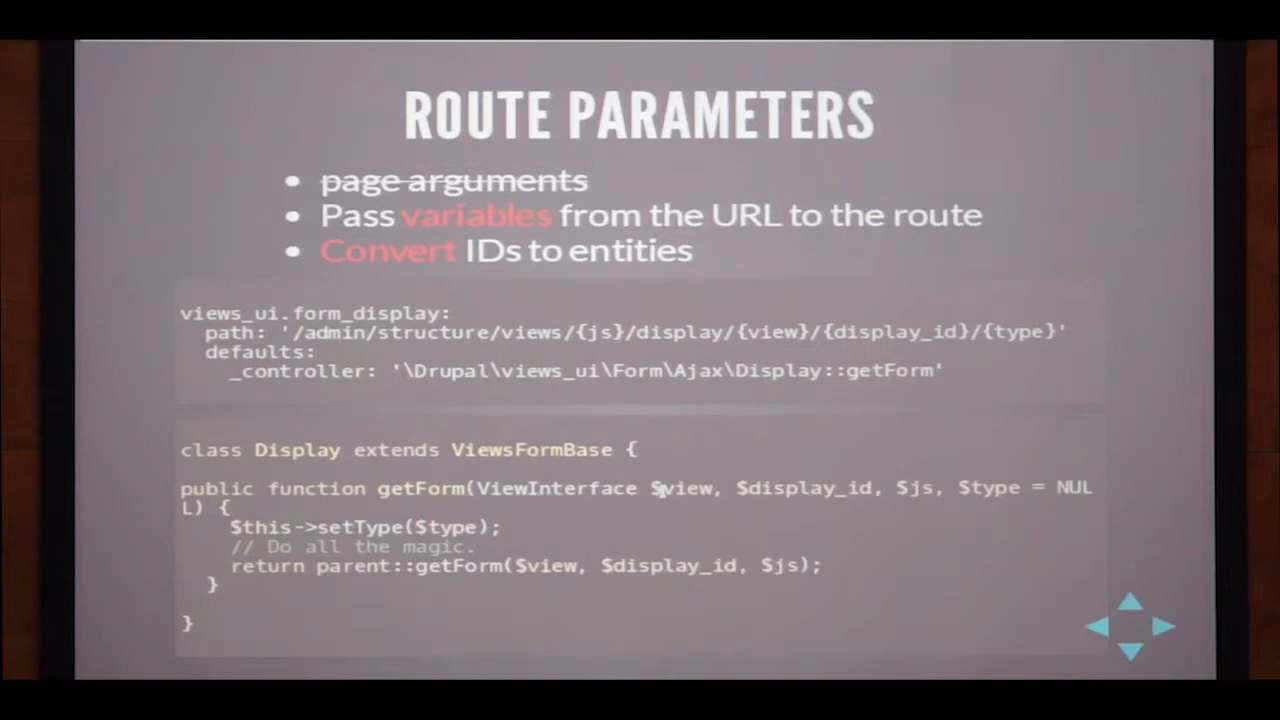 ROUTE PARAMETERS
page arguments
Pass variables from the URL to the route
Convert IDs to entities
views_ui.form_display:
path: '/admin/structure/views/{js}/display/{view}/{display_id}/{type}'
defaults:
_controller: '\Drupal\views_ui\Form\Ajax\Display::getForm'
class Display extends ViewsFormBase {
public function getForm(ViewInterface $view, $display_id, $js, $type = NUL
L) {
$this->setType($type);
// Do all the magic.
return parent::getForm($view, $display_id, $js);
}
}